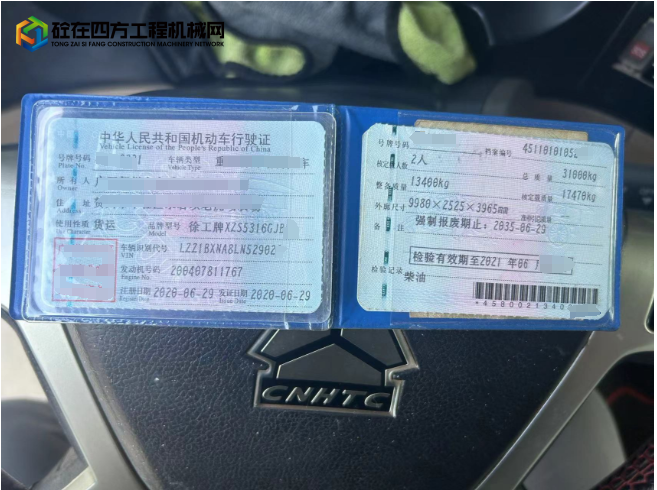 砼在四方工程机械网
TONG ZAI SI FANG-CONSTRUCTION MACHINERY NETWORK
中华人民共和国机动车行驶证
Vehicle License of the People's Republic of China
号牌号码
车辆类型 重
Plate No.
Vehicle Type
所有人
Owner
住址
Address
使用性质 货运 品牌型号 徐工牌XZS5316GJB
Use Character
Model
车辆识别代号
VIN
发动机号码 200407811767
Engine No.
注册日期 2020-06-29 发证日期 2020-06-29
Register Date
Issue Date
号牌号码
档案编号
核定载人数 2人 总质量 31000kg
整备质量 13400kg 核定载质量 17470kg
外廓尺寸 9980×2525×3965
备注 强制报废期止: 2035-06-29
检验有效期至2021年06
检验记录
柴油
CNHTC